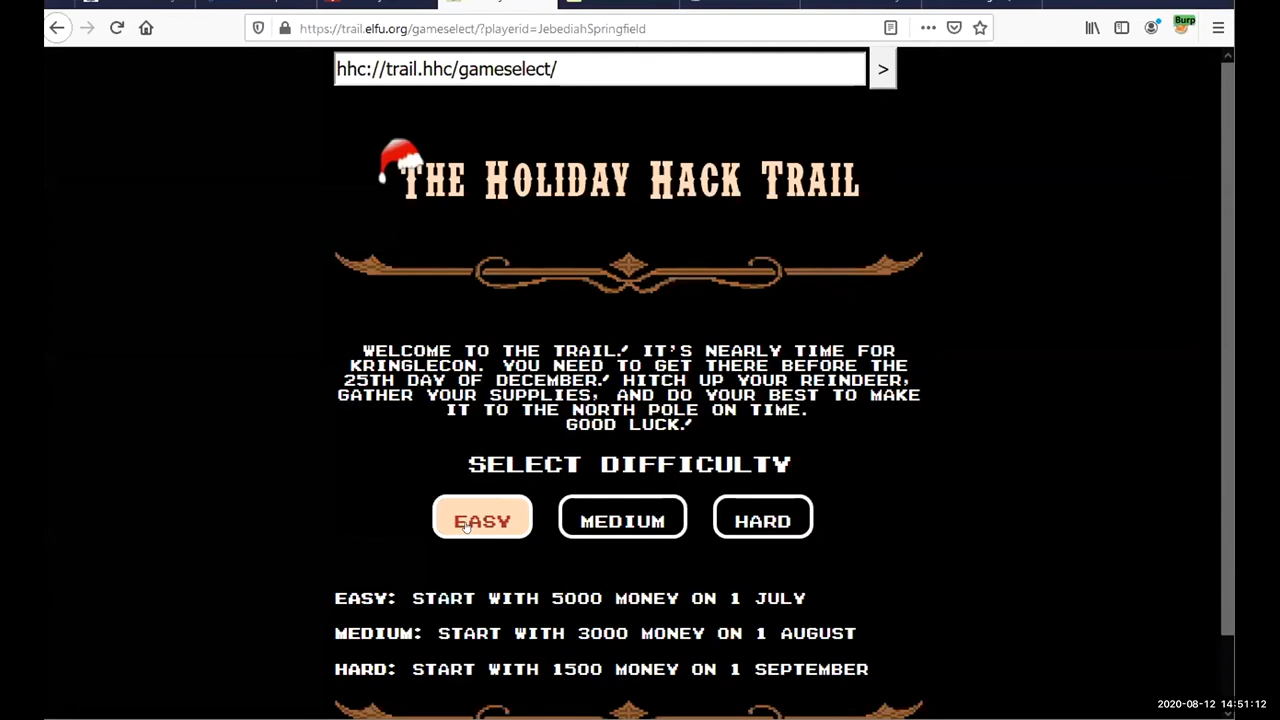 https://trail.elfu.org/gameselect/?playerid=JebediahSpringfield
Burp
hhc://trail.hhc/gameselect/
>
THE HOLIDAY HACK TRAIL
WELCOME TO THE TRAIL! IT'S NEARLY TIME FOR
KRINGLECON. YOU NEED TO GET THERE BEFORE THE
25TH DAY OF DECEMBER! HITCH UP YOUR REINDEER,
GATHER YOUR SUPPLIES, AND DO YOUR BEST TO MAKE
IT TO THE NORTH POLE ON TIME.
GOOD LUCK!
SELECT DIFFICULTY
EASY MEDIUM HARD
EASY: START WITH 5000 MONEY ON 1 JULY
MEDIUM: START WITH 3000 MONEY ON 1 AUGUST
HARD: START WITH 1500 MONEY ON 1 SEPTEMBER
2020-08-12 14:51:12